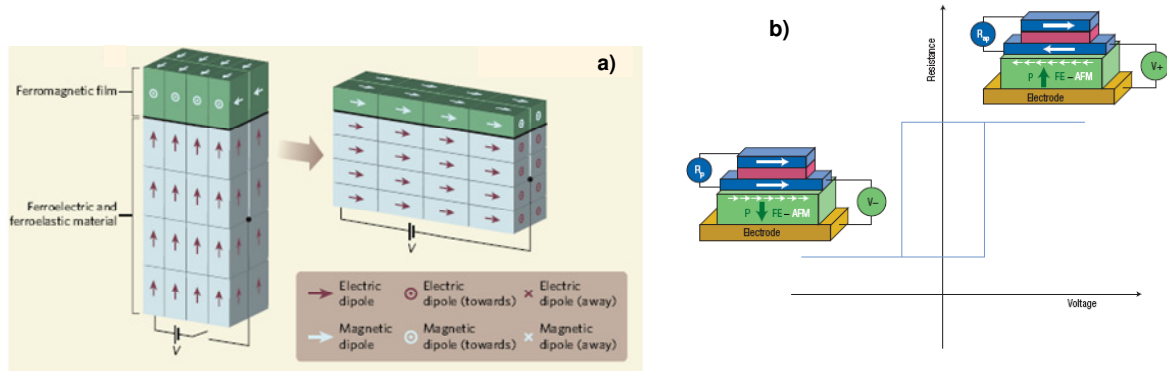 a)
Ferromagnetic film
Ferroelectric and
ferroelastic material
V
V
Electric
dipole
Electric
dipole (towards)
Electric
dipole (away)
Magnetic
dipole
Magnetic
dipole (towards)
Magnetic
dipole (away)
b)
Resistance
Rap
V+
P FE – AFM
Electrode
Rp
V–
P FE – AFM
Electrode
Voltage